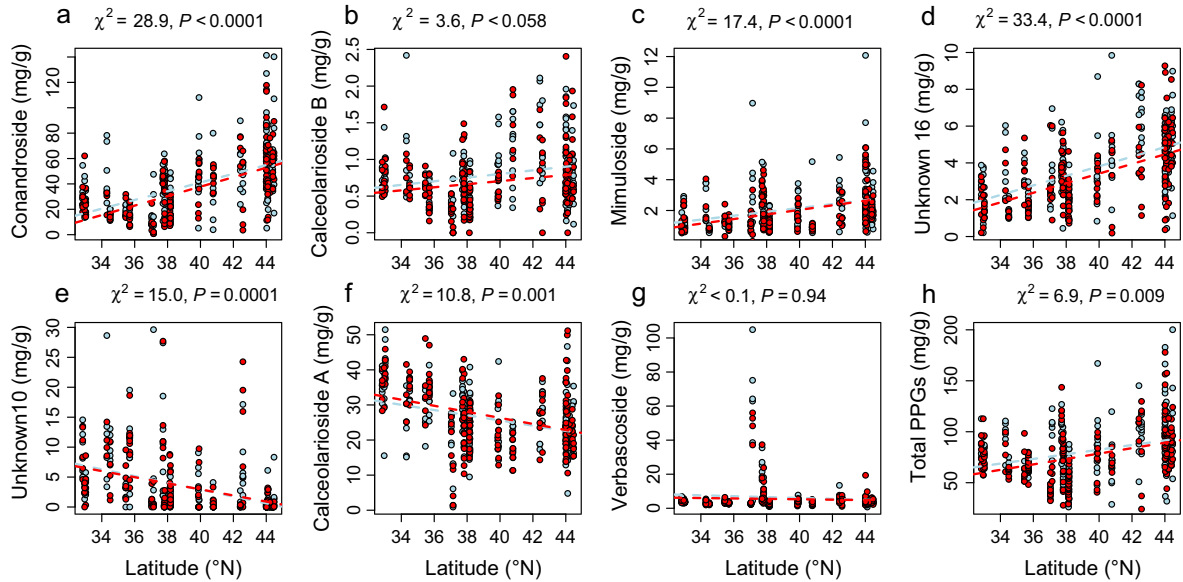 a χ² = 28.9, P < 0.0001
Conandroside (mg/g)
0 20 40 60 80 100 120
34 36 38 40 42 44
b χ² = 3.6, P < 0.058
Calceolarioside B (mg/g)
0.0 0.5 1.0 1.5 2.0 2.5
34 36 38 40 42 44
c χ² = 17.4, P < 0.0001
Mimuloside (mg/g)
2 4 6 8 10 12
34 36 38 40 42 44
d χ² = 33.4, P < 0.0001
Unknown 16 (mg/g)
0 2 4 6 8 10
34 36 38 40 42 44
e χ² = 15.0, P = 0.0001
Unknown10 (mg/g)
0 5 10 15 20 25 30
34 36 38 40 42 44
Latitude (°N)
f χ² = 10.8, P = 0.001
Calceolarioside A (mg/g)
0 10 20 30 40 50
34 36 38 40 42 44
Latitude (°N)
g χ² < 0.1, P = 0.94
Verbascoside (mg/g)
0 20 40 60 80 100
34 36 38 40 42 44
Latitude (°N)
h χ² = 6.9, P = 0.009
Total PPGs (mg/g)
50 100 150 200
34 36 38 40 42 44
Latitude (°N)